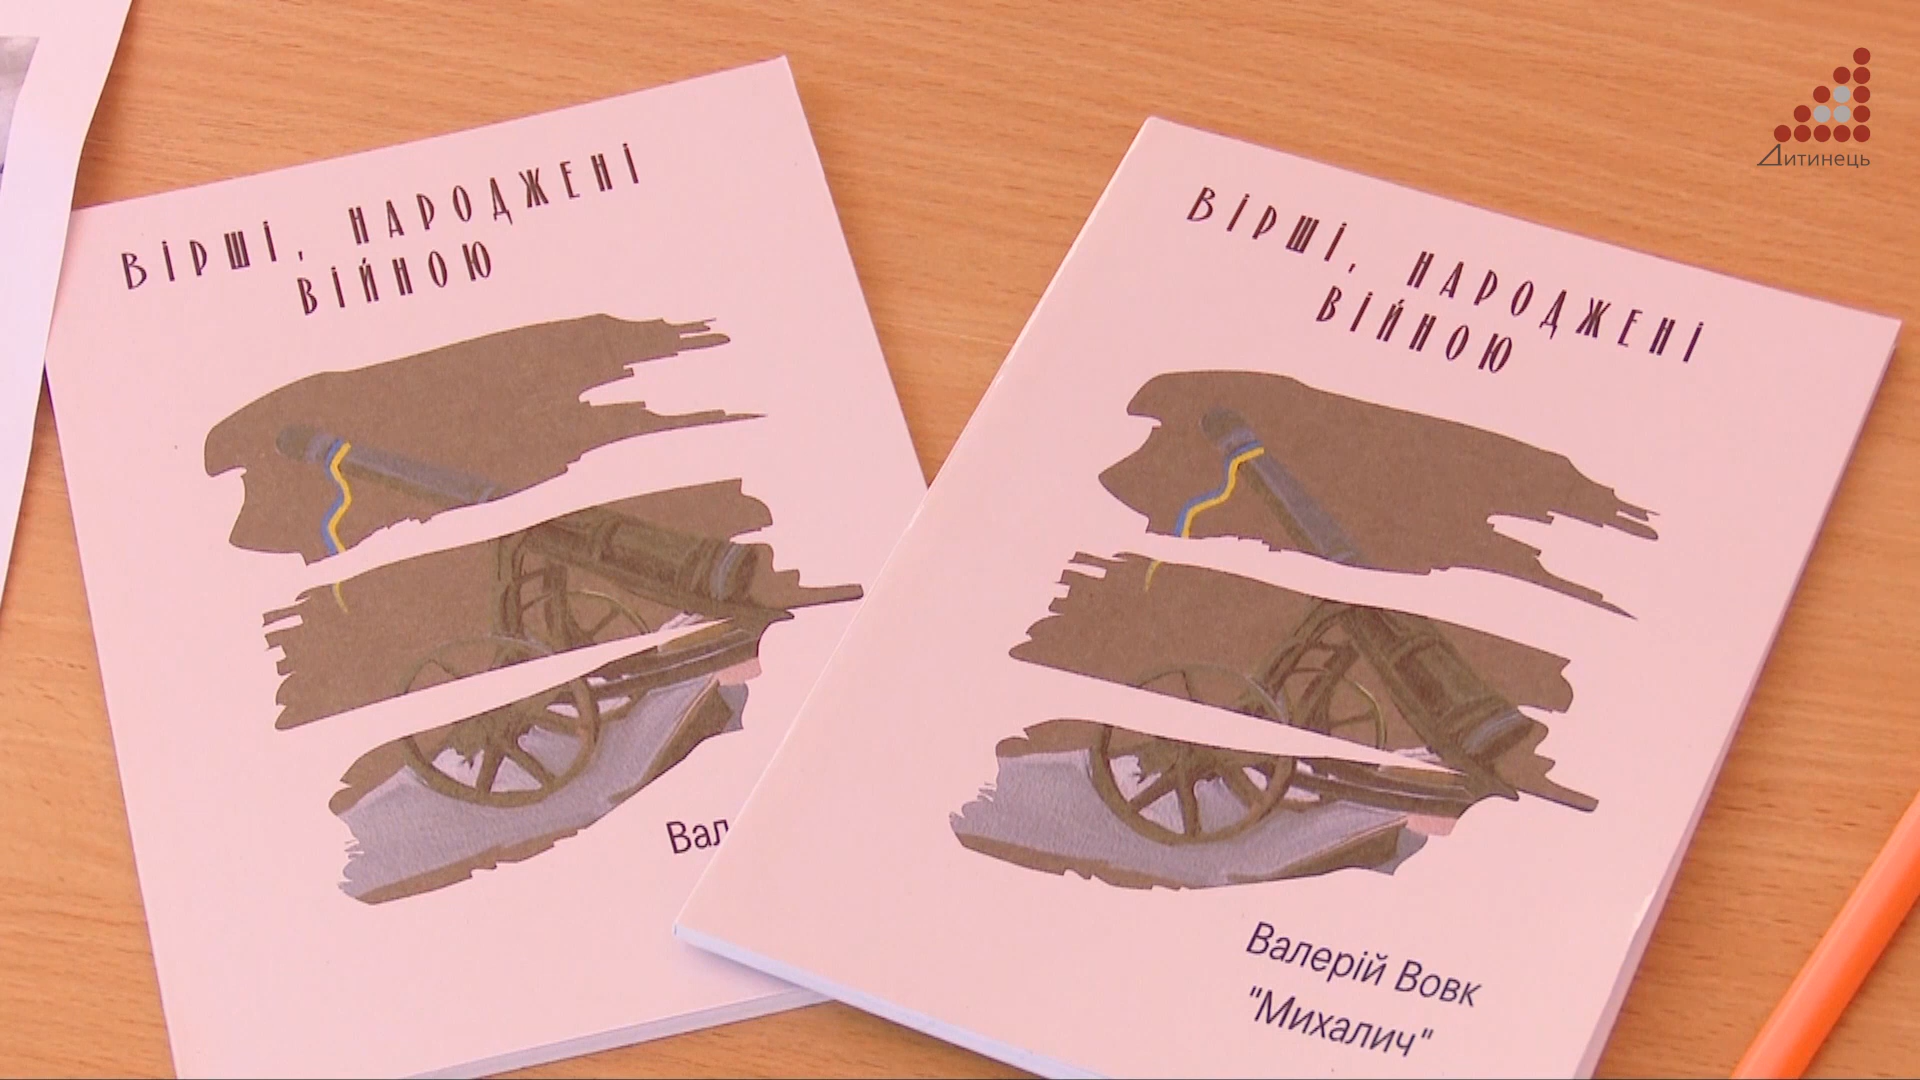 ВІРШІ, НАРОДЖЕНІ
ВІЙНОЮ
Вал
ВІРШІ, НАРОДЖЕНІ
ВІЙНОЮ
Валерій Вовк
"Михалич"
Дитинець